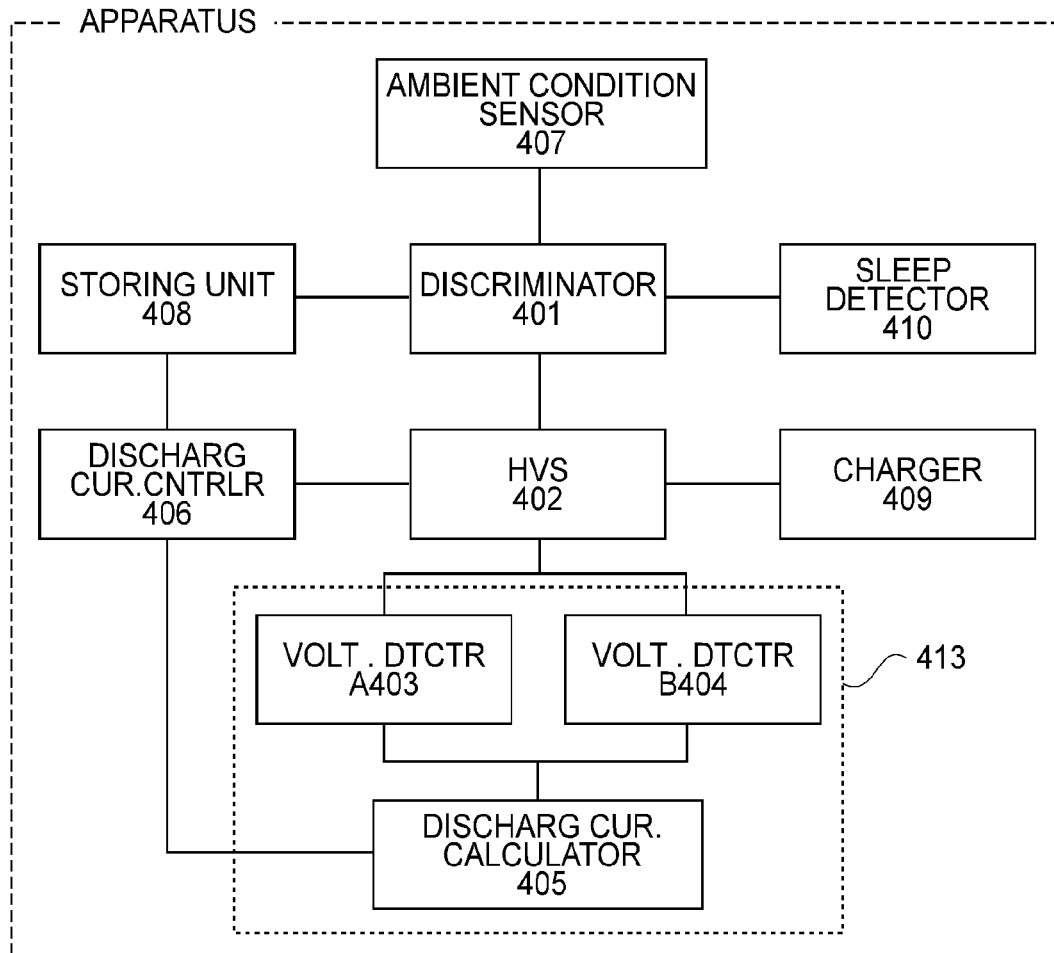 APPARATUS
AMBIENT CONDITION
SENSOR
407
STORING UNIT
408
DISCRIMINATOR
401
SLEEP
DETECTOR
410
DISCHARG
CUR.CNTRLR
406
HVS
402
CHARGER
409
VOLT . DTCTR
A403
VOLT . DTCTR
B404
413
DISCHARG CUR.
CALCULATOR
405